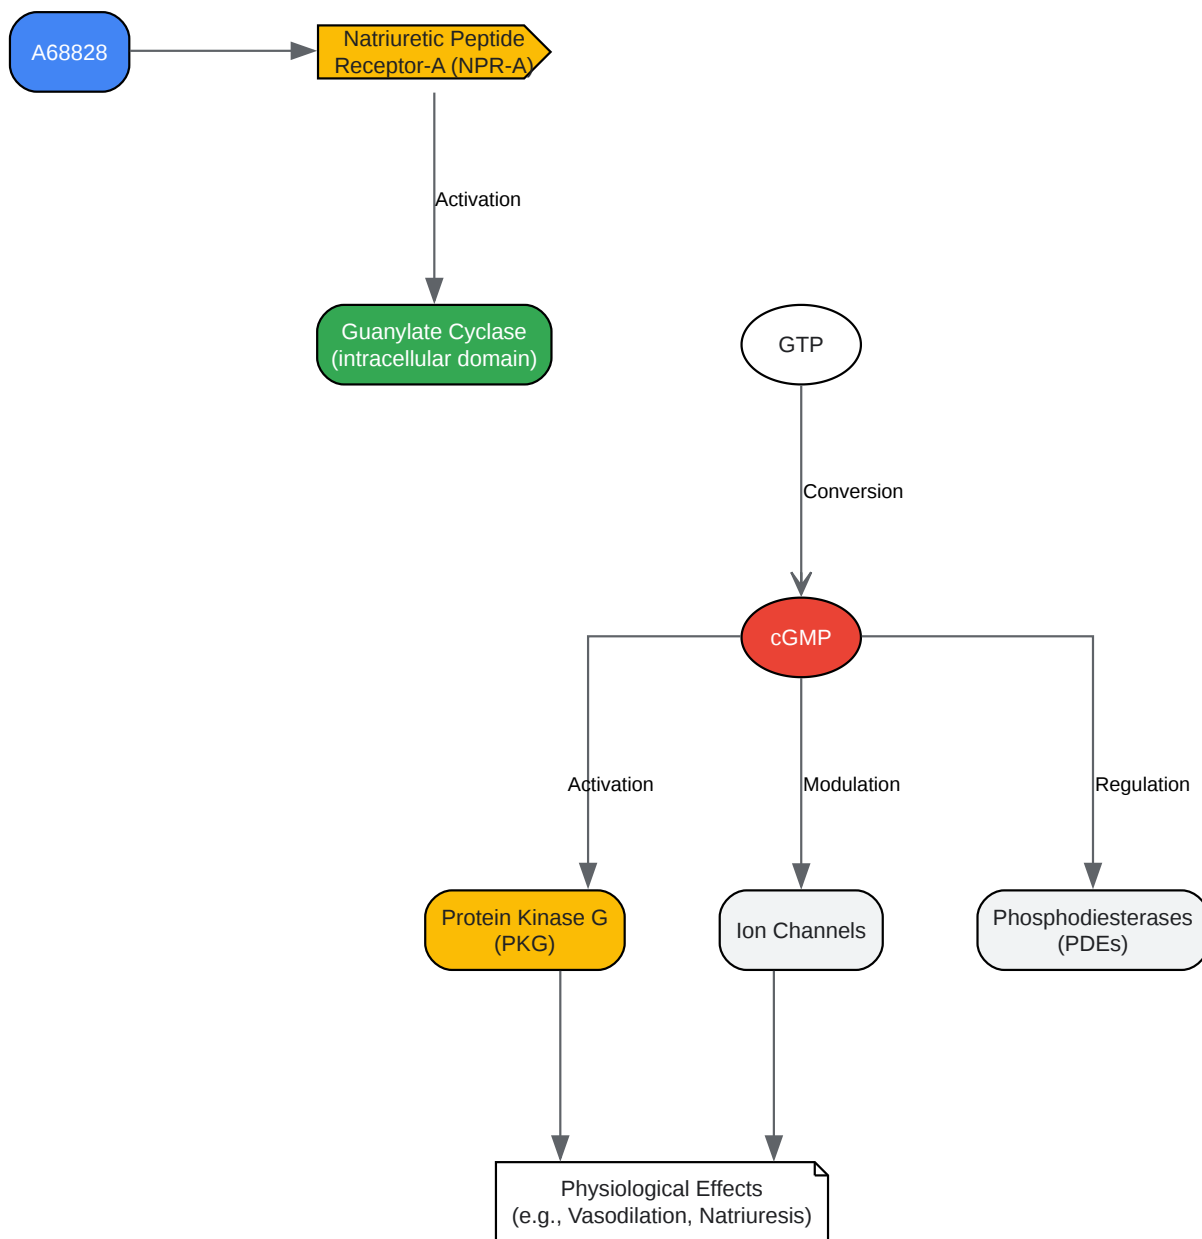 A68828
Natriuretic Peptide
Receptor-A (NPR-A)
Activation
Guanylate Cyclase
(intracellular domain)
GTP
Conversion
cGMP
Activation
Modulation
Regulation
Protein Kinase G
(PKG)
Ion Channels
Phosphodiesterases
(PDEs)
Physiological Effects
(e.g., Vasodilation, Natriuresis)